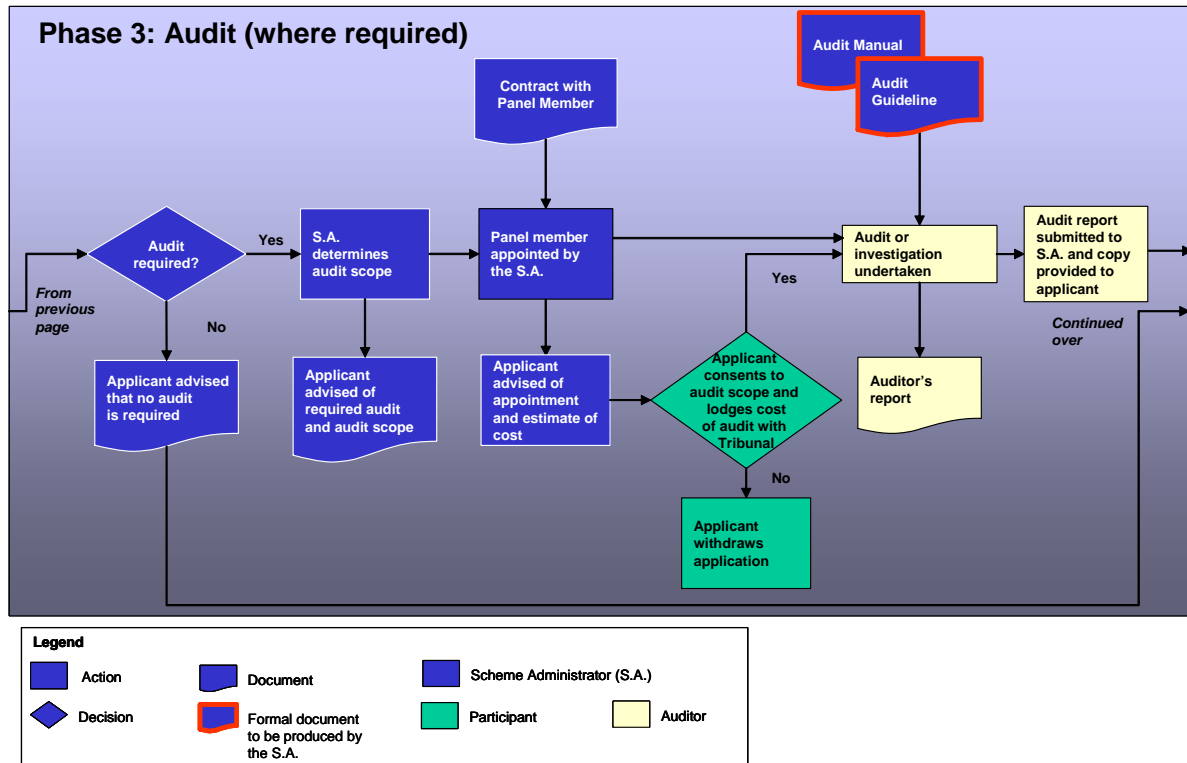 Phase 3: Audit (where required)
Audit Manual
Audit
Guideline
Contract with
Panel Member
Audit
required?
Yes
S.A.
determines
audit scope
Panel member
appointed by
the S.A.
Audit or
investigation
undertaken
Audit report
submitted to
S.A. and copy
provided to
applicant
From
previous
page
No
Yes
Continued
over
Applicant advised
that no audit
is required
Applicant
advised of
required audit
and audit scope
Applicant
advised of
appointment
and estimate of
cost
Applicant
consents to
audit scope and
lodges cost
of audit with
Tribunal
Auditor's
report
No
Applicant
withdraws
application
Legend
Action
Document
Scheme Administrator (S.A.)
Decision
Formal document
to be produced by
the S.A.
Participant
Auditor